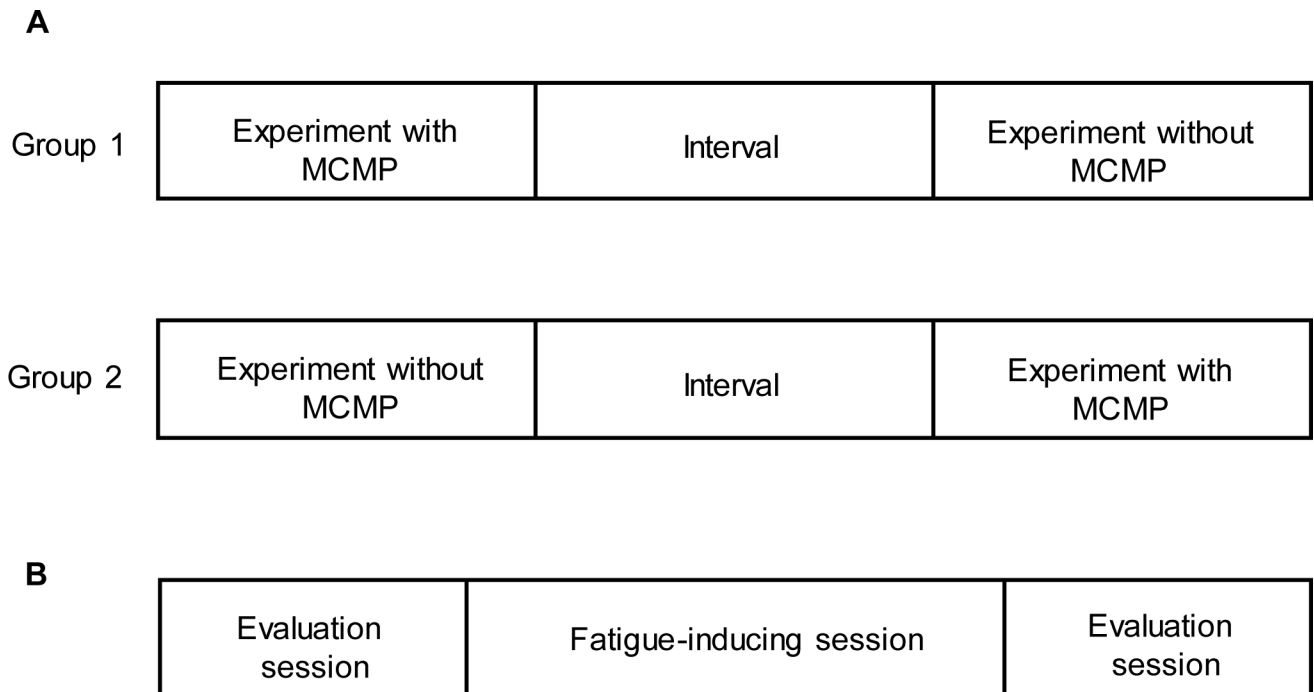 A
Group 1
Experiment with
MCMP
Interval
Experiment without
MCMP
Group 2
Experiment without
MCMP
Interval
Experiment with
MCMP
B
Evaluation
session
Fatigue-inducing session
Evaluation
session